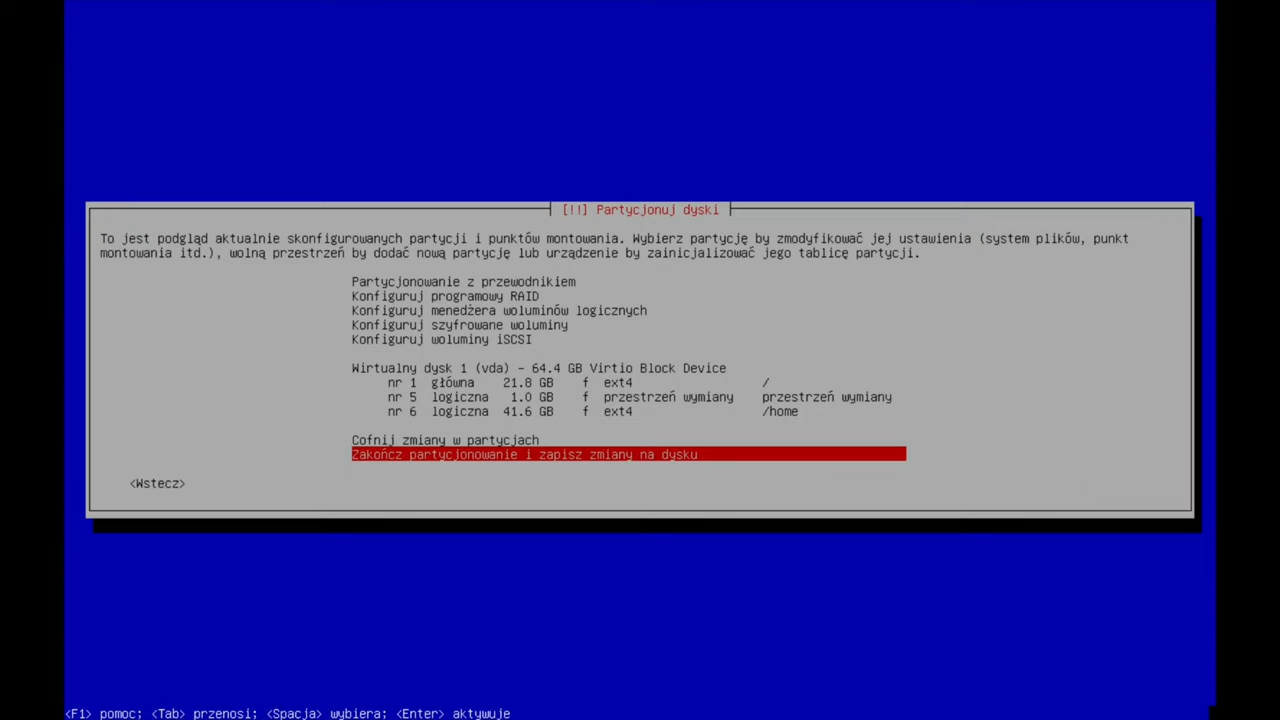 [!!] Partycjonuj dyski
To jest podgląd aktualnie skonfigurowanych partycji i punktów montowania. Wybierz partycję by zmodyfikować jej ustawienia (system plików, punkt
montowania itd.), wolną przestrzeń by dodać nową partycję lub urządzenie by zainicjalizować jego tablicę partycji.
Partycjonowanie z przewodnikiem
Konfiguruj programowy RAID
Konfiguruj menedżera woluminów logicznych
Konfiguruj szyfrowane woluminy
Konfiguruj woluminy iSCSI
Wirtualny dysk 1 (vda) – 64.4 GB Virtio Block Device
nr 1 główna 21.8 GB f ext4 /
nr 5 logiczna 1.0 GB f przestrzeń wymiany przestrzeń wymiany
nr 6 logiczna 41.6 GB f ext4 /home
Cofnij zmiany w partycjach
Zakończ partycjonowanie i zapisz zmiany na dysku
<Wstecz>
<F1> pomoc; <Tab> przenosi; <Spacja> wybiera; <Enter> aktywuje